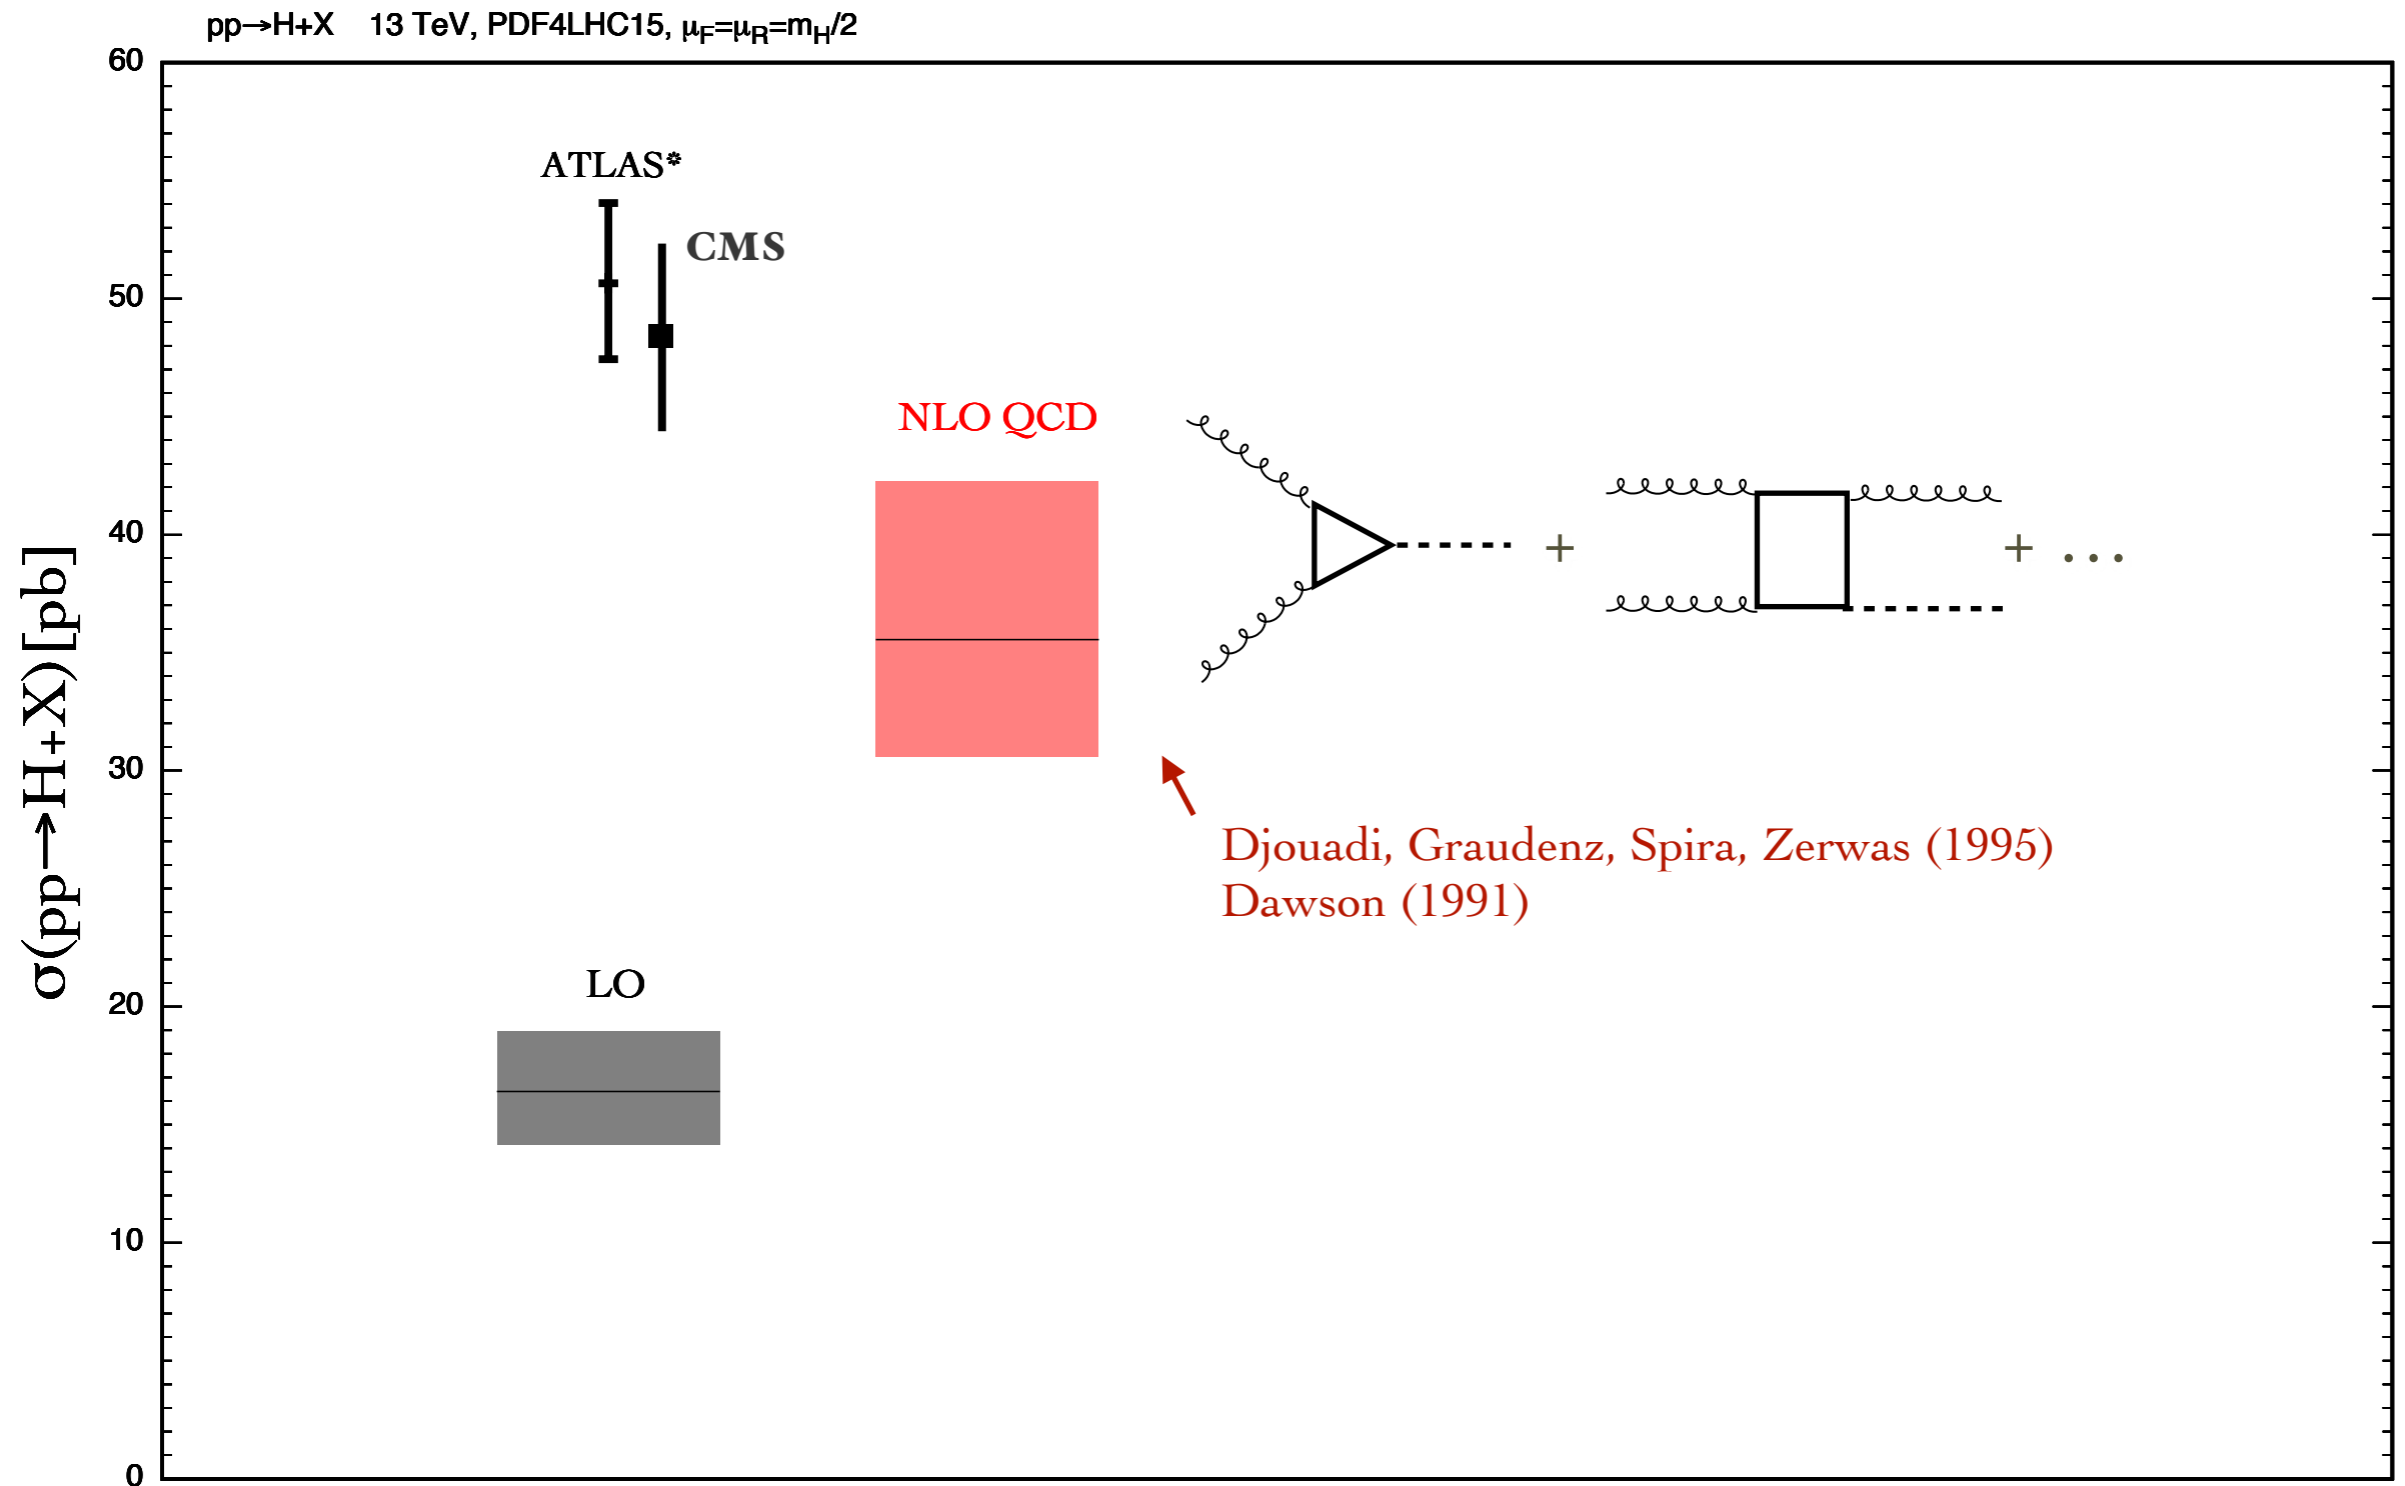 pp→H+X 13 TeV, PDF4LHC15, μF=μR=mH/2
60
ATLAS*
CMS
50
NLO QCD
40
+
+ ...
σ(pp→H+X)[pb]
30
Djouadi, Graudenz, Spira, Zerwas (1995)
Dawson (1991)
LO
20
10
0